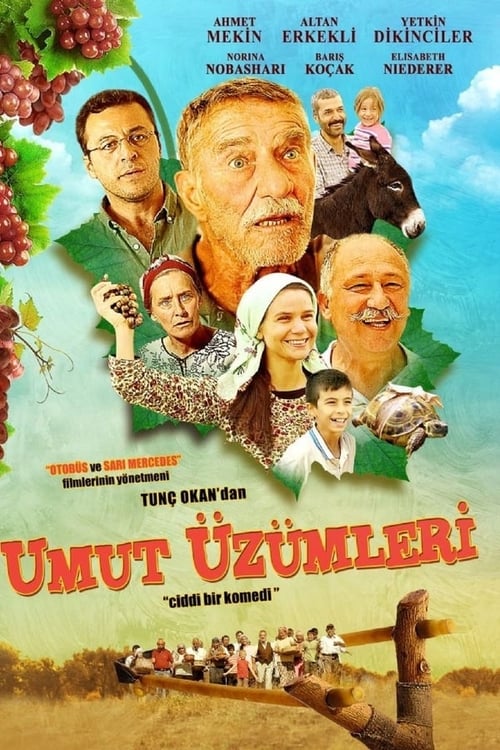 AHMET MEKİN
ALTAN ERKEKLİ
YETKİN DİKİNCİLER
NORINA NOBASHARI
BARIŞ KOÇAK
ELISABETH NIEDERER
"OTOBÜS ve SARI MERCEDES"
filmlerinin yönetmeni
TUNÇ OKAN'dan
UMUT ÜZÜMLERİ
"ciddi bir komedi"